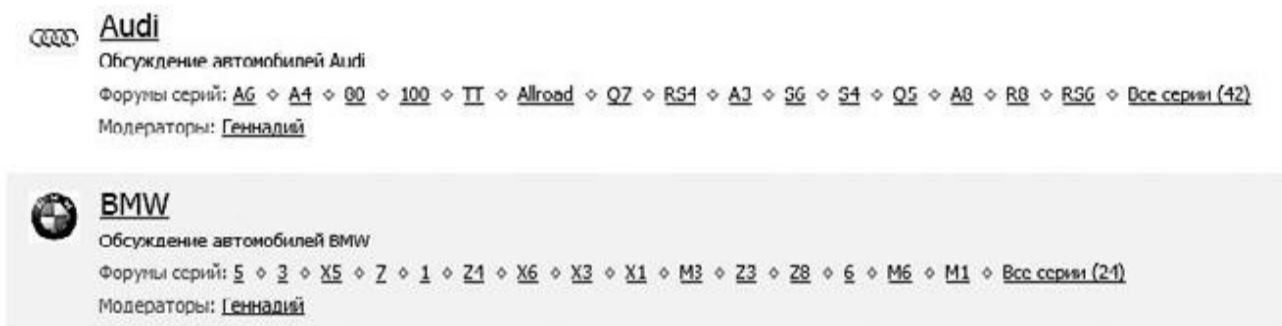 Audi
Обсуждение автомобилей Audi
Форумы серий: A6 ◇ A4 ◇ 80 ◇ 100 ◇ TT ◇ Allroad ◇ Q7 ◇ RS4 ◇ A3 ◇ S6 ◇ S4 ◇ Q5 ◇ A8 ◇ R8 ◇ RS6 ◇ Все серии (42)
Модераторы: Геннадий
BMW
Обсуждение автомобилей BMW
Форумы серий: 5 ◇ 3 ◇ X5 ◇ 7 ◇ 1 ◇ Z4 ◇ X6 ◇ X3 ◇ X1 ◇ M3 ◇ Z3 ◇ Z8 ◇ 6 ◇ M6 ◇ M1 ◇ Все серии (24)
Модераторы: Геннадий